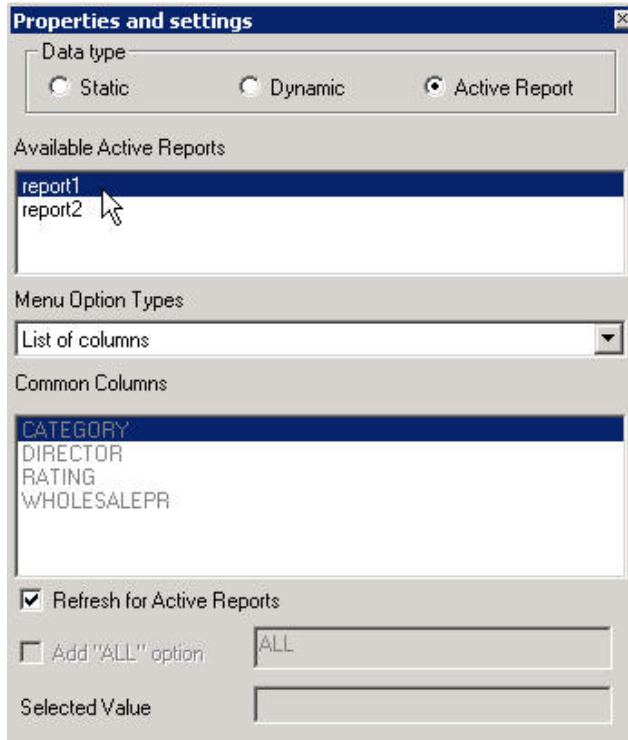 Properties and settings
Data type
Static Dynamic Active Report
Available Active Reports
report1
report2
Menu Option Types
List of columns
Common Columns
CATEGORY
DIRECTOR
RATING
WHOLESALEPR
Refresh for Active Reports
Add "ALL" option ALL
Selected Value